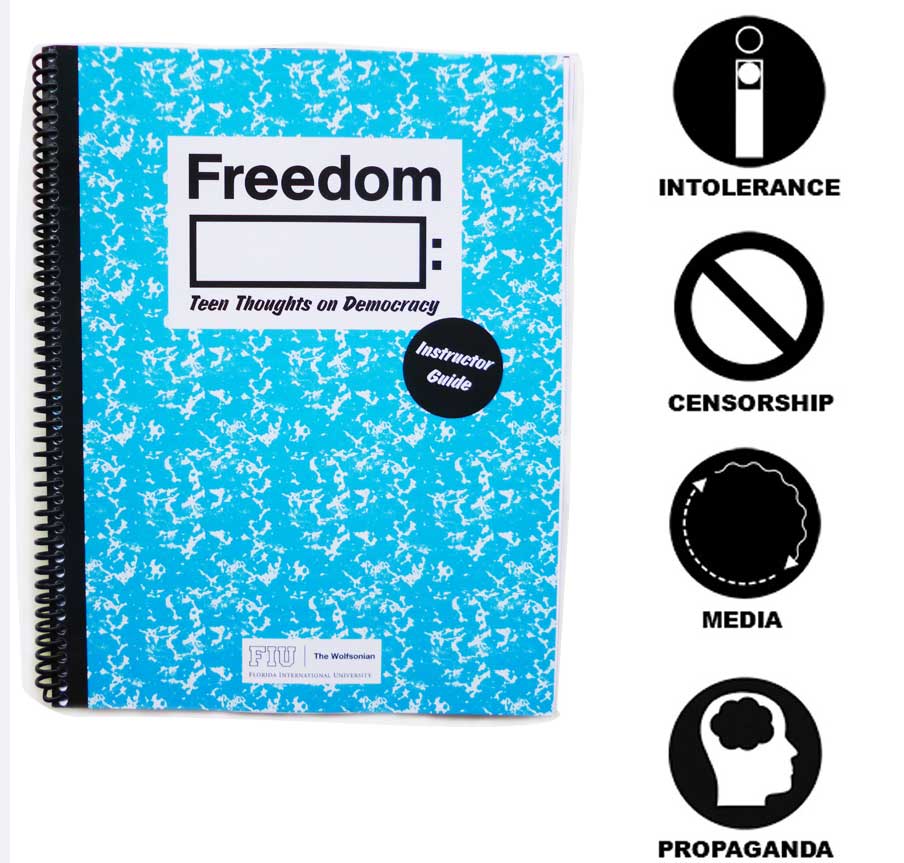 Freedom
:
Teen Thoughts on Democracy
Instructor
Guide
FIU | The Wolfsonian
FLORIDA INTERNATIONAL UNIVERSITY
INTOLERANCE
CENSORSHIP
MEDIA
PROPAGANDA